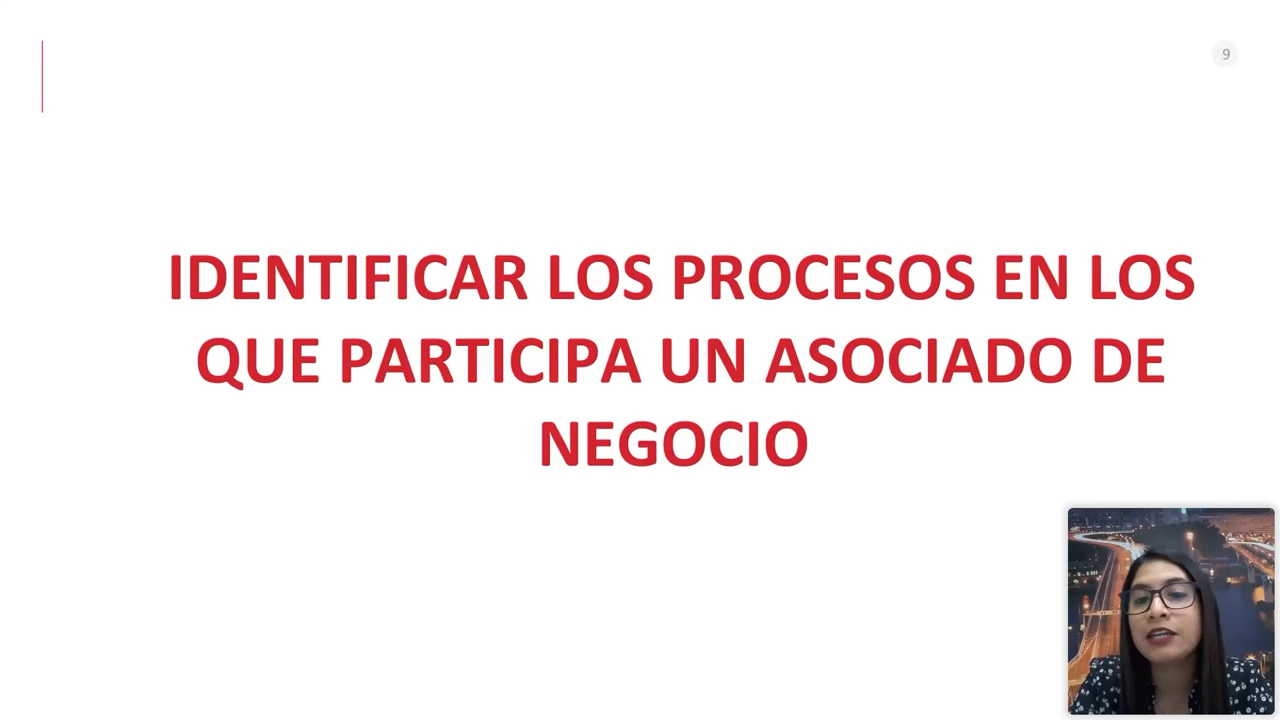 9
IDENTIFICAR LOS PROCESOS EN LOS
QUE PARTICIPA UN ASOCIADO DE
NEGOCIO